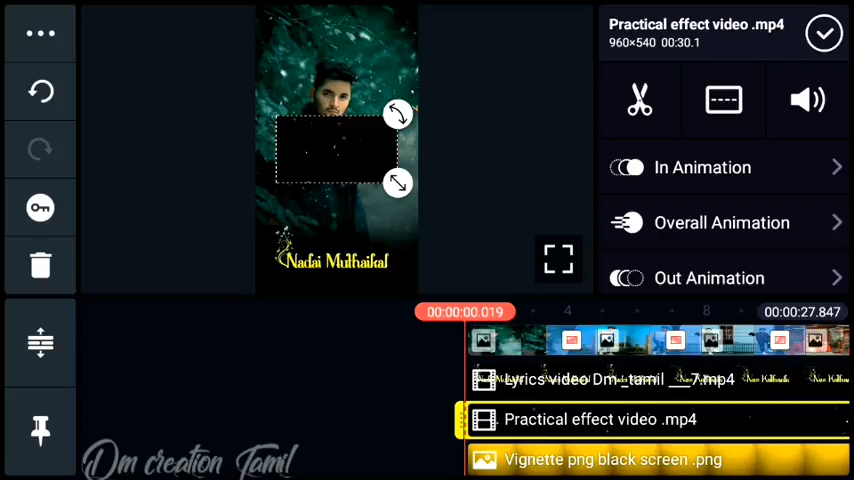 Practical effect video .mp4
960×540 00:30.1
In Animation
Overall Animation
Out Animation
Nadai Muthaikal
00:00:00.019
4
8
00:00:27.847
Lyrics video Dm_tamil ___7.mp4
Practical effect video .mp4
Vignette png black screen .png
Dm creation Tamil